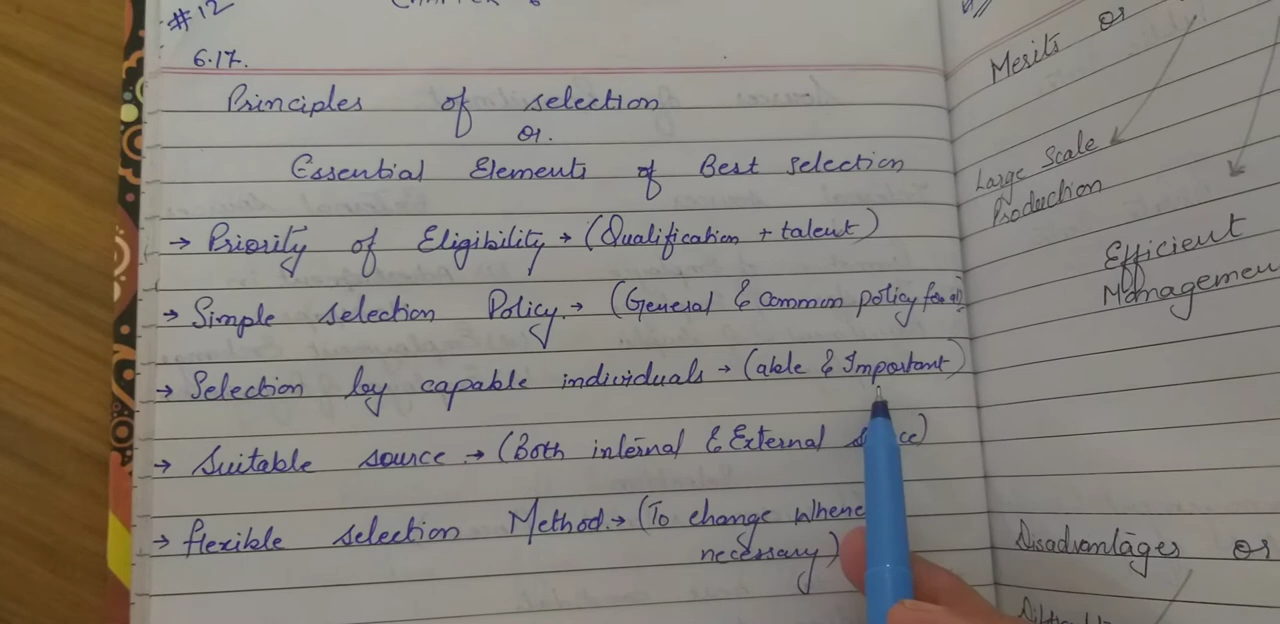 #12
6.17.
Principles of selection
or.
Essential Elements of Best selection
→ Priority of Eligibility → (Qualification + talent)
→ Simple selection Policy → (General & Common policy for all)
→ Selection by capable individuals → (able & Important)
→ Suitable source → (Both internal & External
→ flexible selection Method → (To change
necessary)
Merits or
Large Scale
Production
Efficient
Disadvantages or